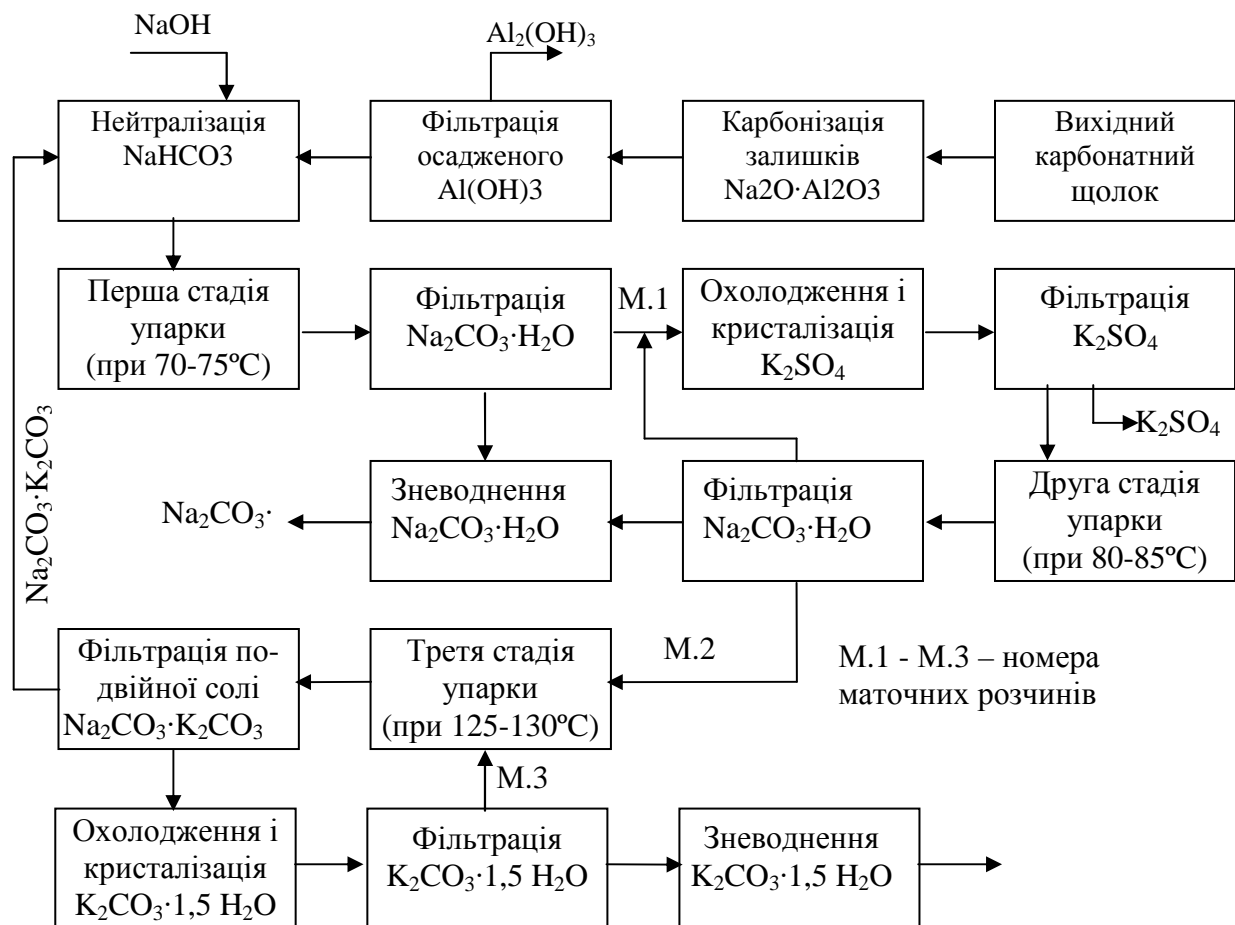 NaOH
Al₂(OH)₃
Нейтралізація
NaHCO3
Фільтрація
осадженого
Al(OH)3
Карбонізація
залишків
Na2O·Al2O3
Вихідний
карбонатний
щолок
Перша стадія
упарки
(при 70-75ºС)
Фільтрація
Na₂CO₃·H₂O
М.1
Охолодження і
кристалізація
K₂SO₄
Фільтрація
K₂SO₄
K₂SO₄
Na₂CO₃·K₂CO₃
Na₂CO₃·
Зневоднення
Na₂CO₃·H₂O
Фільтрація
Na₂CO₃·H₂O
Друга стадія
упарки
(при 80-85ºС)
Фільтрація по-
двійної солі
Na₂CO₃·K₂CO₃
Третя стадія
упарки
(при 125-130ºС)
М.2
М.1 - М.3 – номера
маточних розчинів
М.3
Охолодження і
кристалізація
K₂CO₃·1,5 H₂O
Фільтрація
K₂CO₃·1,5 H₂O
Зневоднення
K₂CO₃·1,5 H₂O